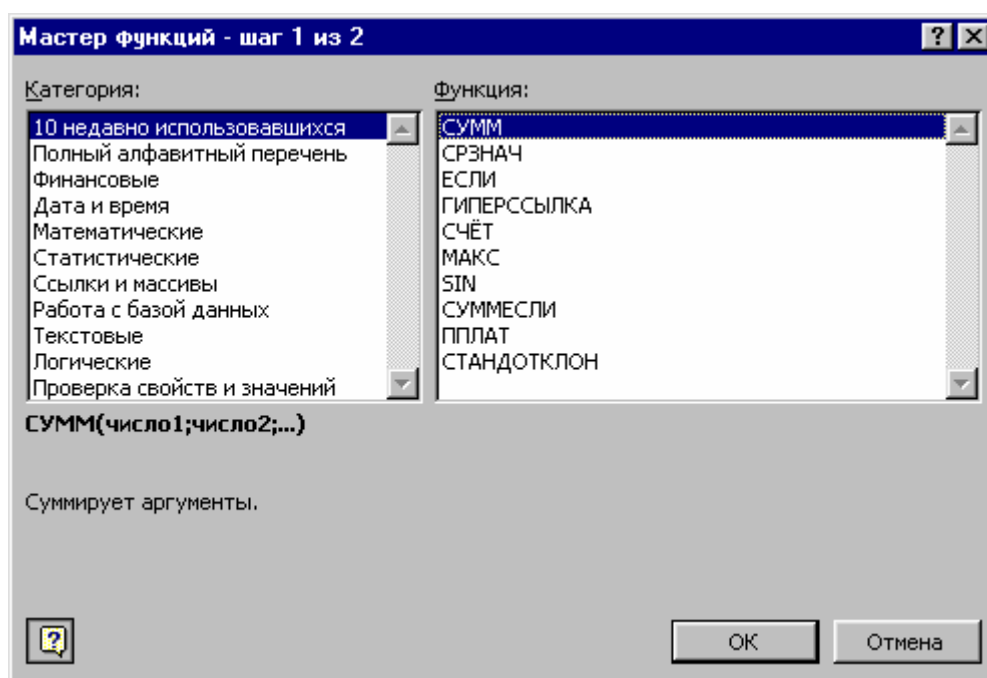 Мастер функций - шаг 1 из 2
Категория:
10 недавно использовавшихся
Полный алфавитный перечень
Финансовые
Дата и время
Математические
Статистические
Ссылки и массивы
Работа с базой данных
Текстовые
Логические
Проверка свойств и значений
Функция:
СУММ
СРЗНАЧ
ЕСЛИ
ГИПЕРССЫЛКА
СЧЁТ
МАКС
SIN
СУММЕСЛИ
ППЛАТ
СТАНДОТКЛОН
СУММ(число1;число2;...)
Суммирует аргументы.
ОК
Отмена